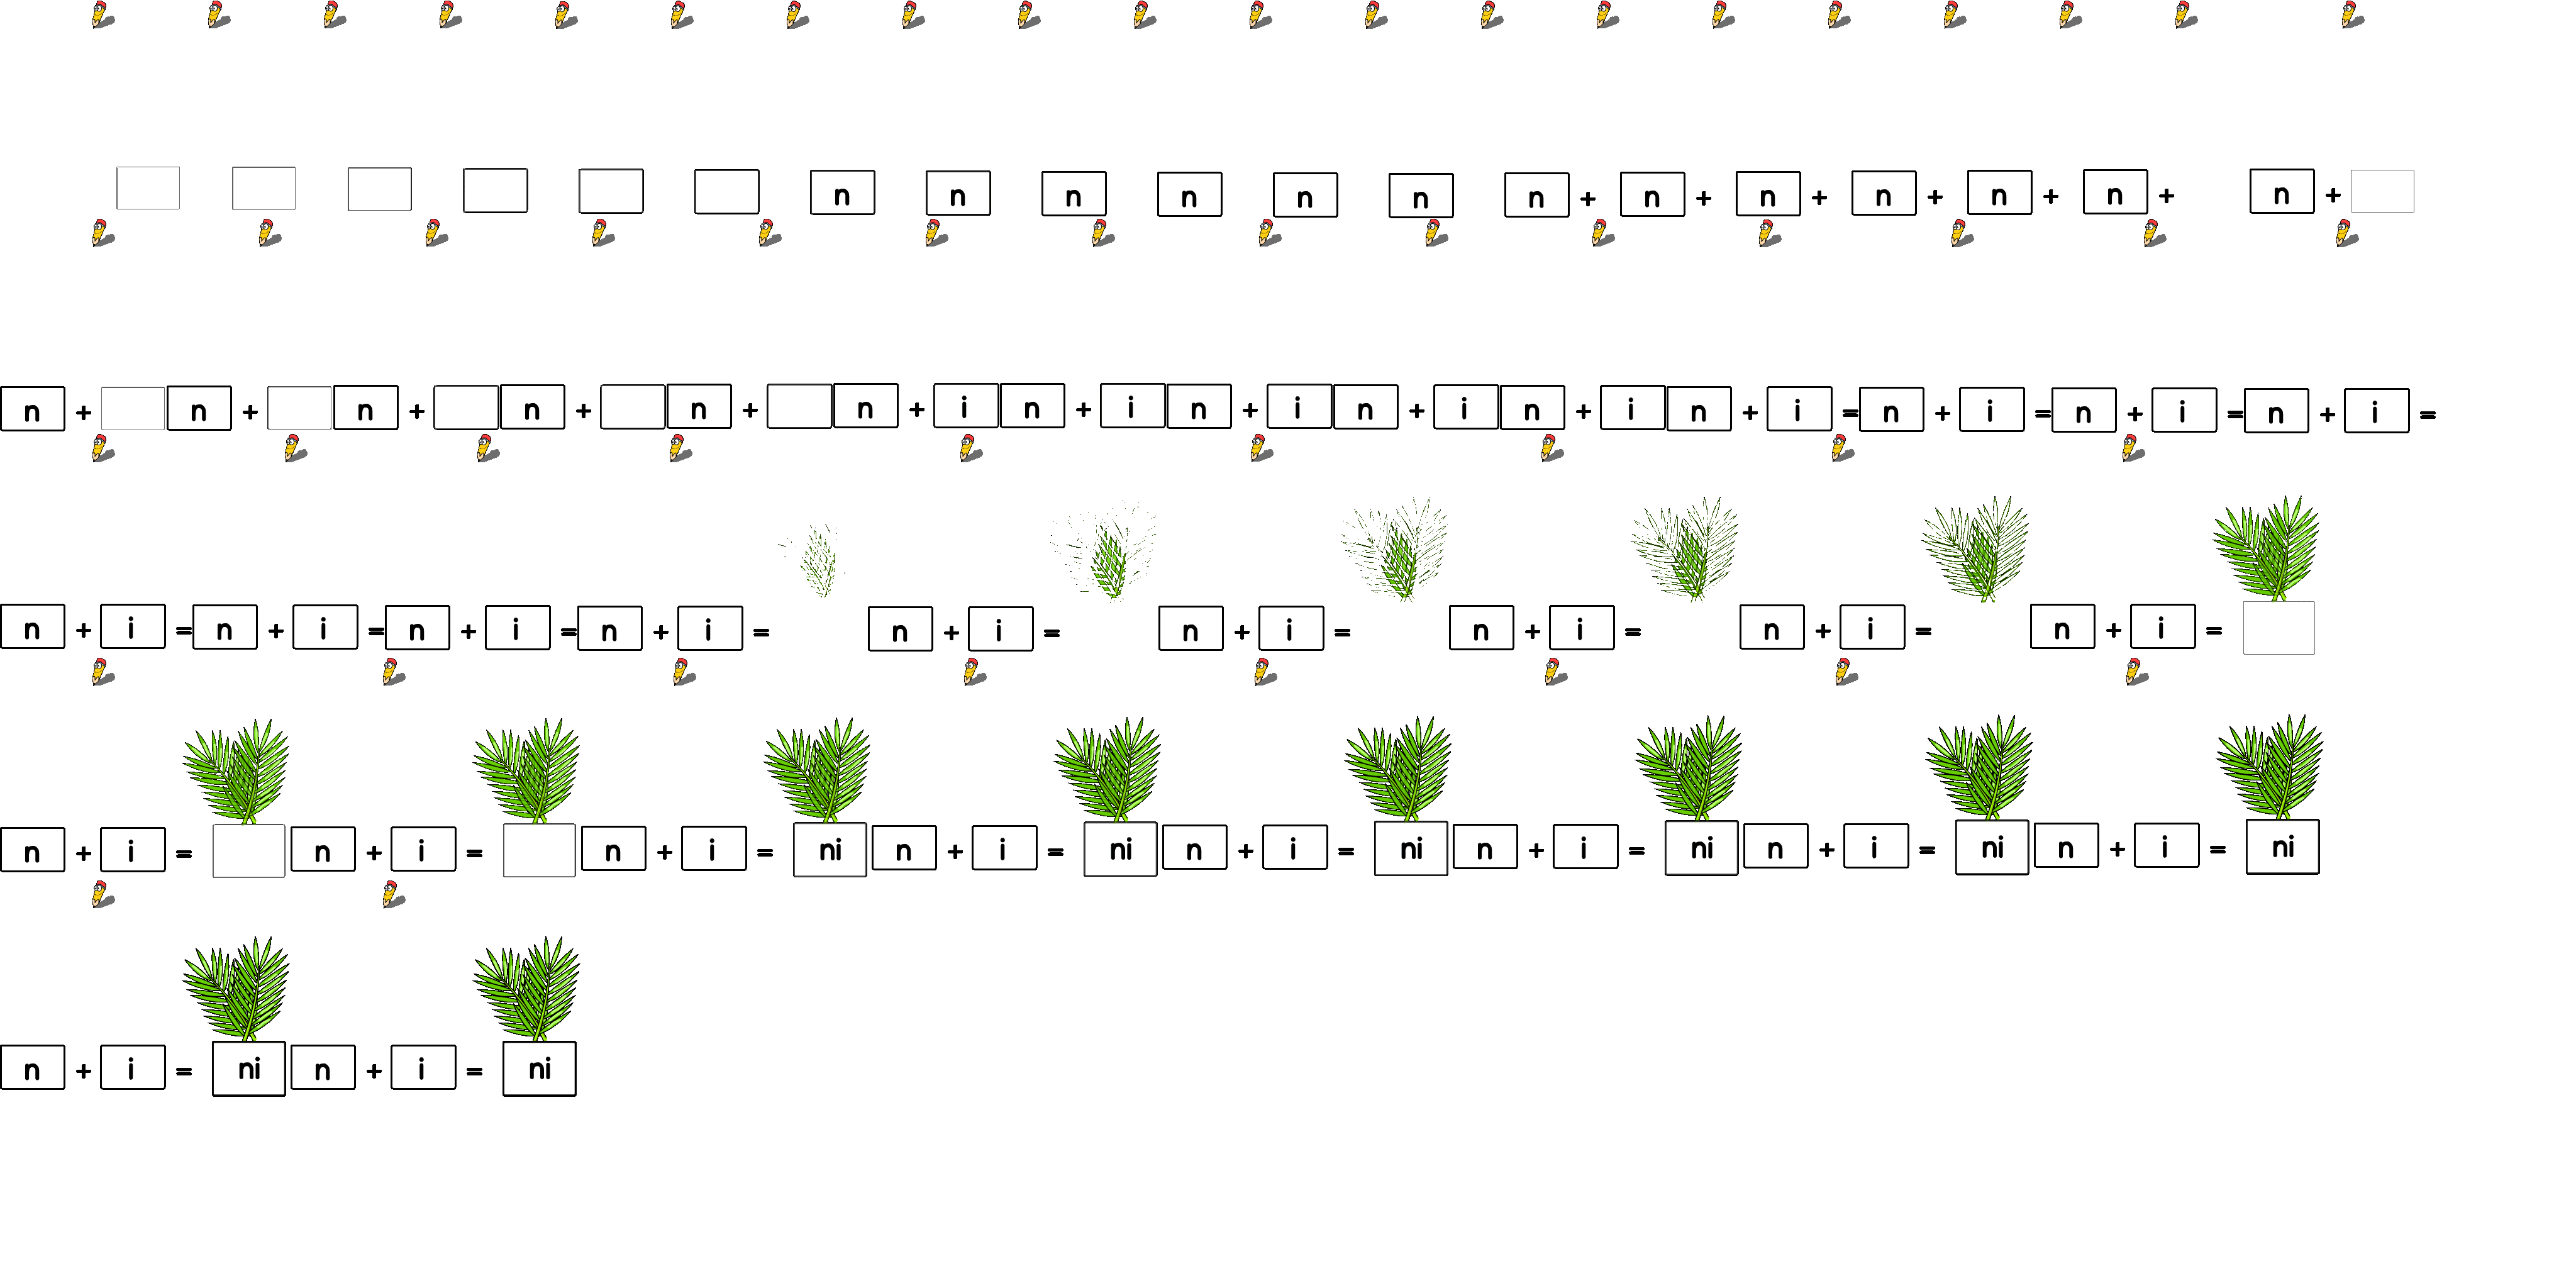 n n n n n n n + n + n + n + n + n + n +
n + n + n + n + n + n + i n + i n + i n + i n + i n + i = n + i = n + i = n + i =
n + i = n + i = n + i = n + i = n + i = n + i = n + i = n + i = n + i =
n + i = n + i = n + i = ni n + i = ni n + i = ni n + i = ni n + i = ni n + i = ni
n + i = ni n + i = ni